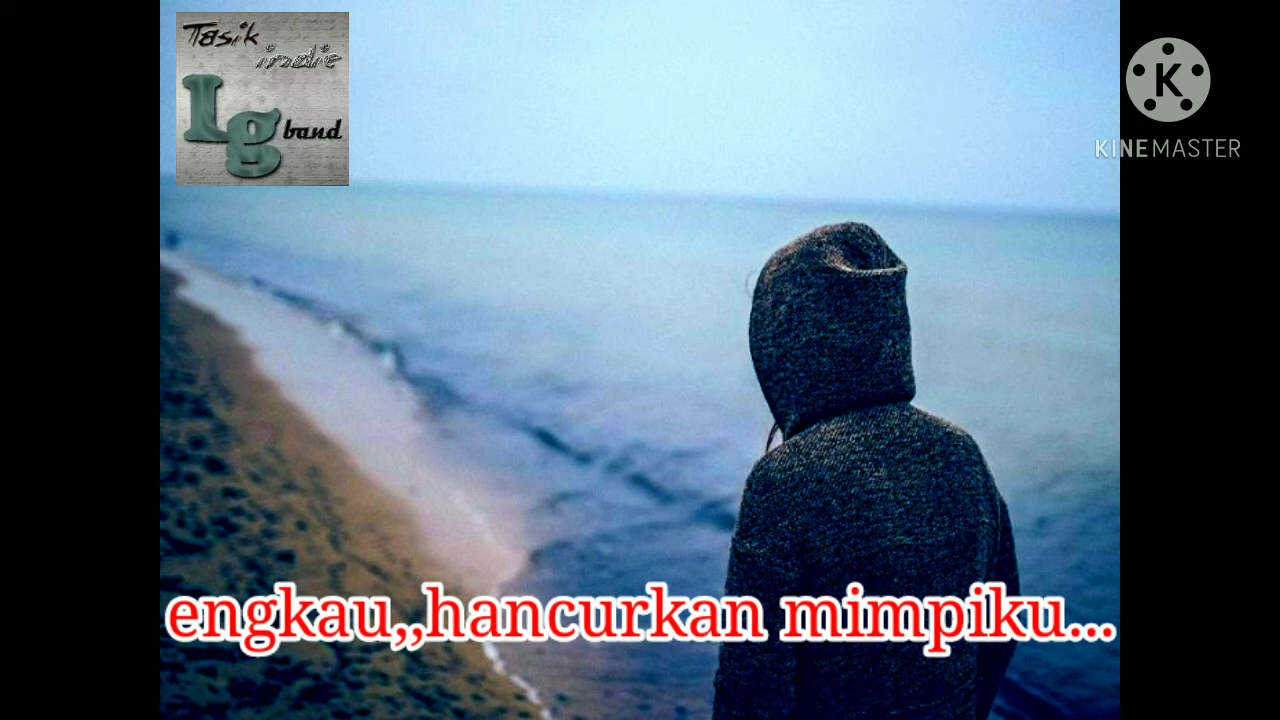 Tasik
indie
Lg band
KINEMASTER
engkau,,hancurkan mimpiku...